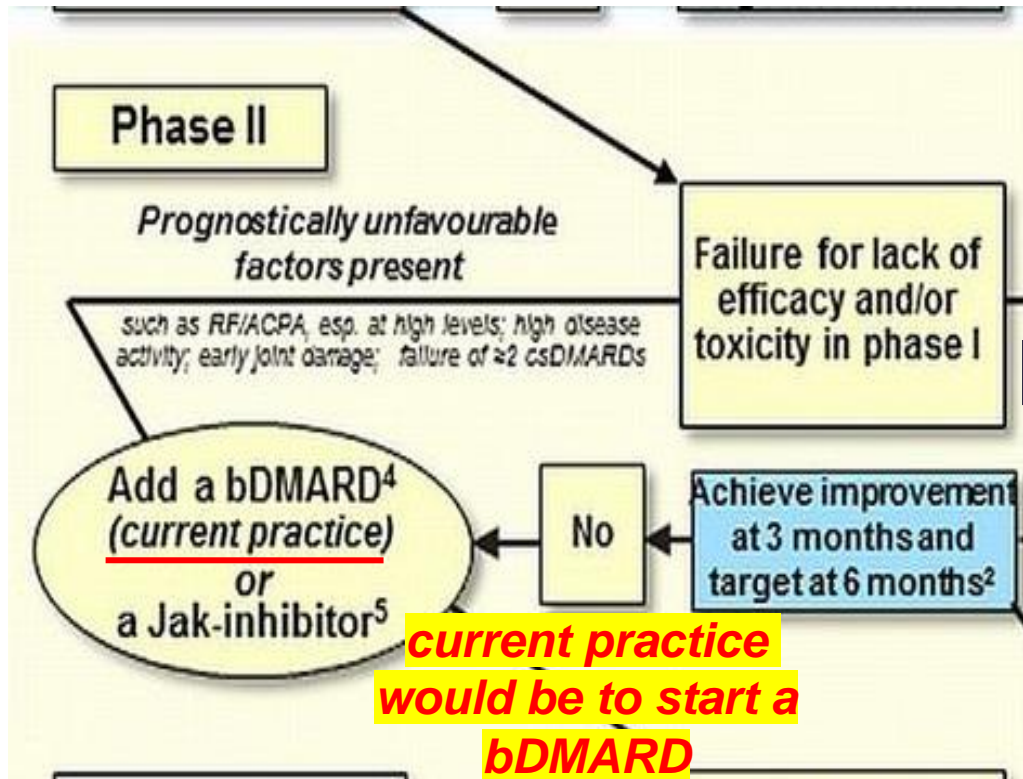 Phase II
Prognostically unfavourable
factors present
such as RF/ACPA, esp. at high levels; high disease
activity; early joint damage; failure of ≥2 csDMARDs
Failure for lack of
efficacy and/or
toxicity in phase I
Add a bDMARD⁴
(current practice)
or
a Jak-inhibitor⁵
No
Achieve improvement
at 3 months and
target at 6 months²
current practice
would be to start a
bDMARD